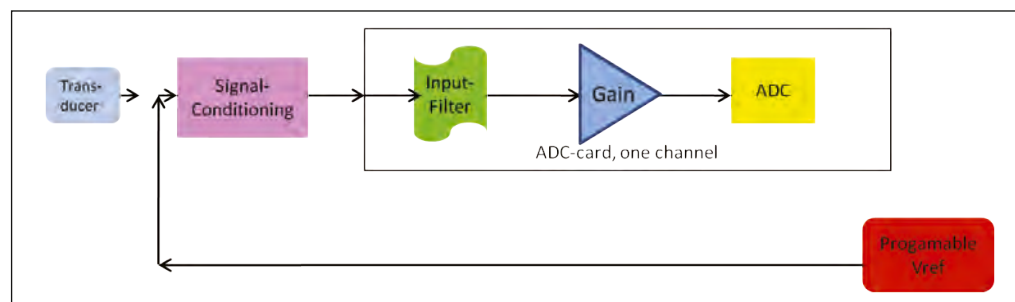 Trans-
ducer
Signal-
Conditioning
Input-
Filter
Gain
ADC
ADC-card, one channel
Progamable
Vref